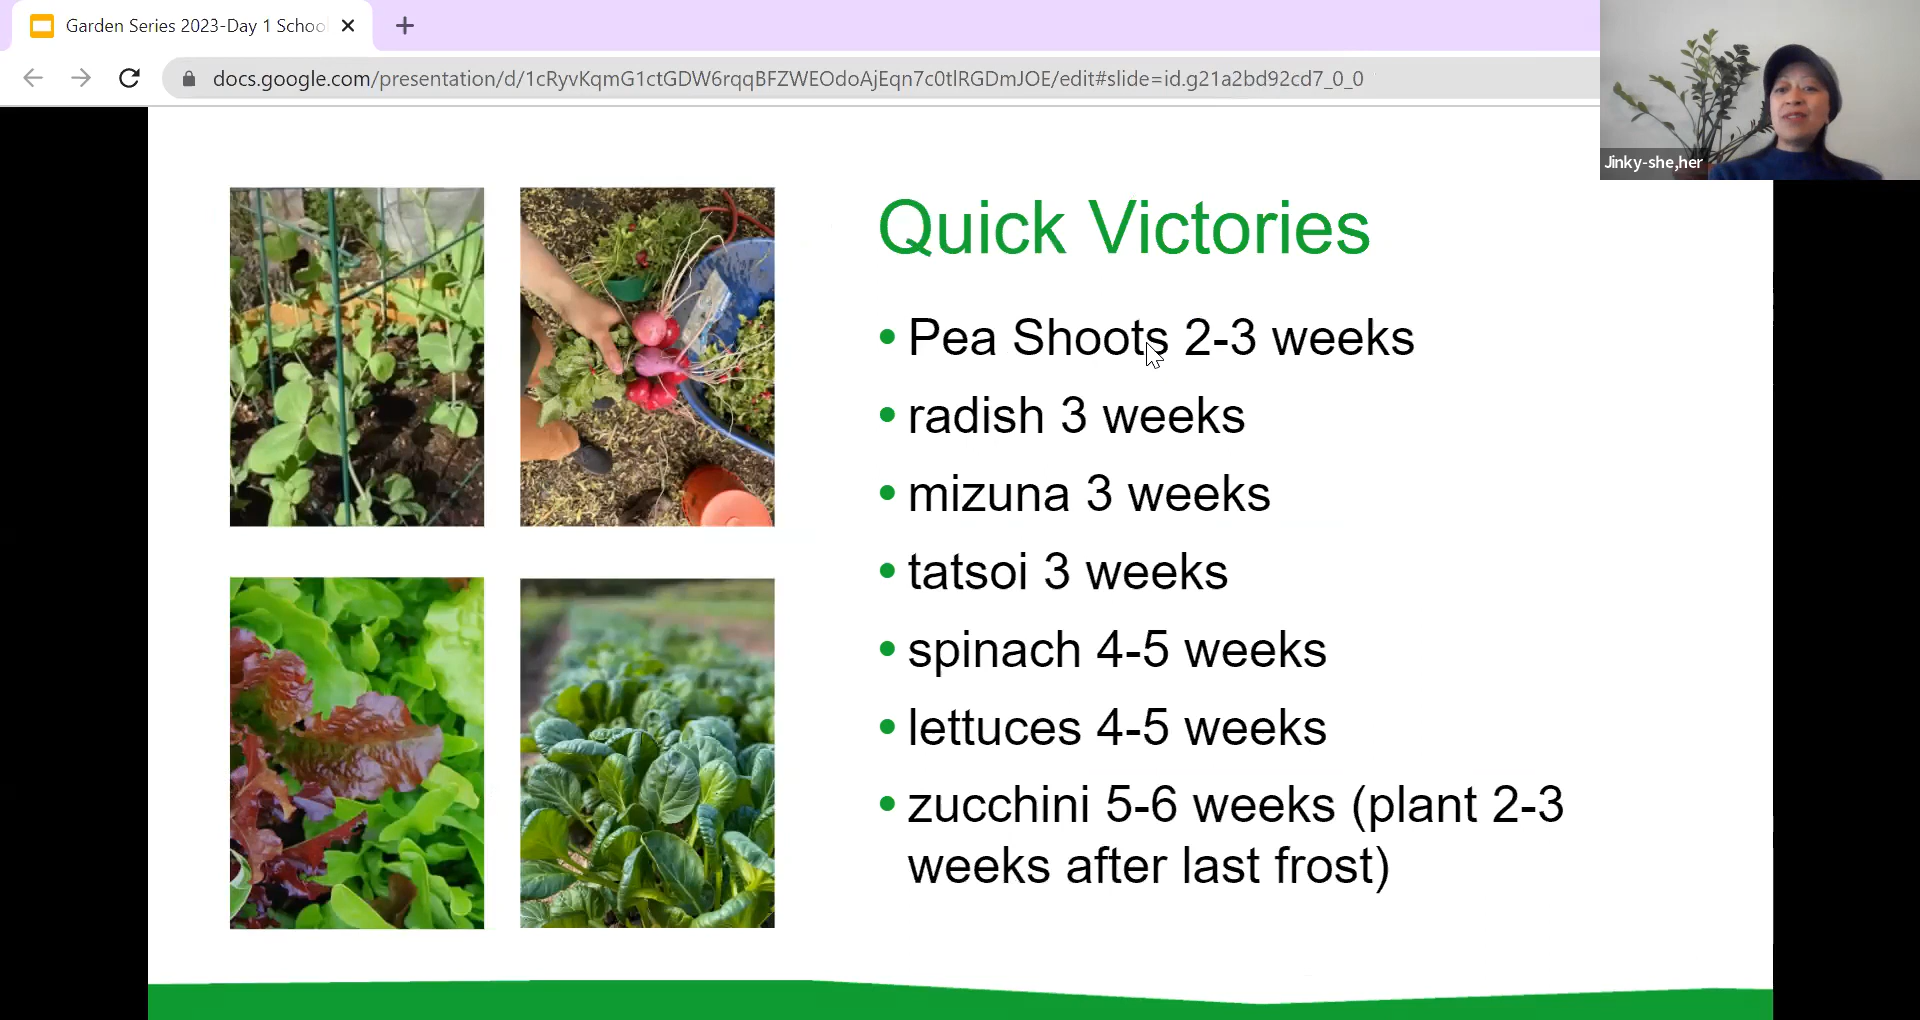 Garden Series 2023-Day 1 Schoo
docs.google.com/presentation/d/1cRyvKqmG1ctGDW6rqqBFZWEOdoAjEqn7c0tlRGDmJOE/edit#slide=id.g21a2bd92cd7_0_0
Jinky-she,her
Quick Victories
• Pea Shoots 2-3 weeks
• radish 3 weeks
• mizuna 3 weeks
• tatsoi 3 weeks
• spinach 4-5 weeks
• lettuces 4-5 weeks
• zucchini 5-6 weeks (plant 2-3
weeks after last frost)